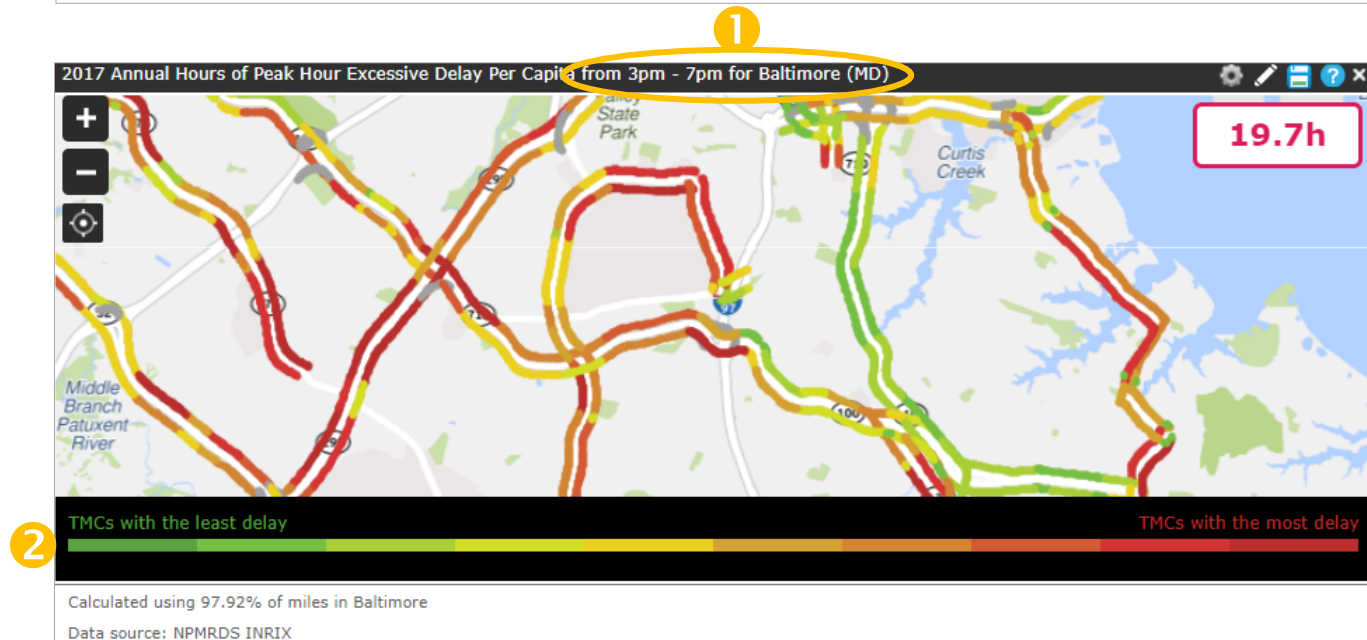 1
2017 Annual Hours of Peak Hour Excessive Delay Per Capita from 3pm - 7pm for Baltimore (MD)
?
+
−
State
Park
19.7h
Curtis
Creek
97
Middle
Branch
Patuxent
River
100
TMCs with the least delay
TMCs with the most delay
2
Calculated using 97.92% of miles in Baltimore
Data source: NPMRDS INRIX